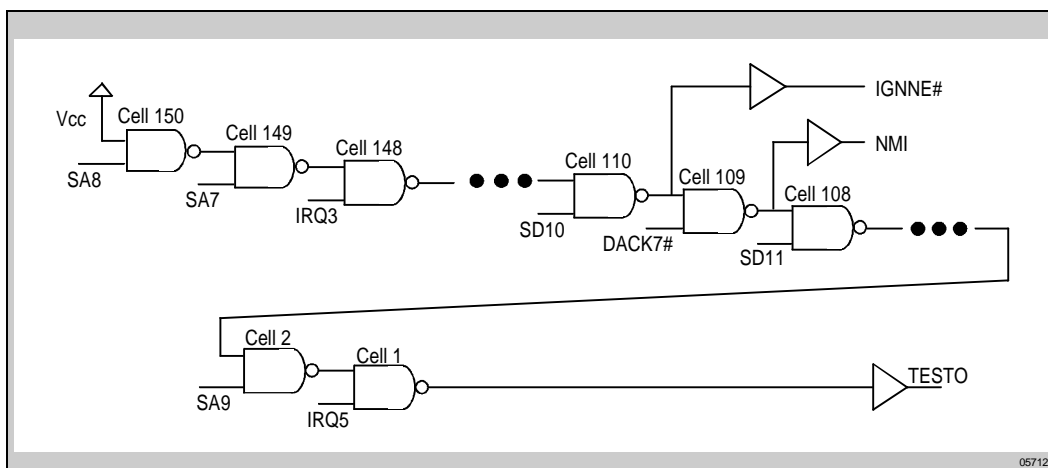 Vcc
Cell 150
SA8
Cell 149
SA7
Cell 148
IRQ3
Cell 110
SD10
Cell 109
DACK7#
Cell 108
SD11
IGNNE#
NMI
Cell 2
SA9
Cell 1
IRQ5
TESTO
05712